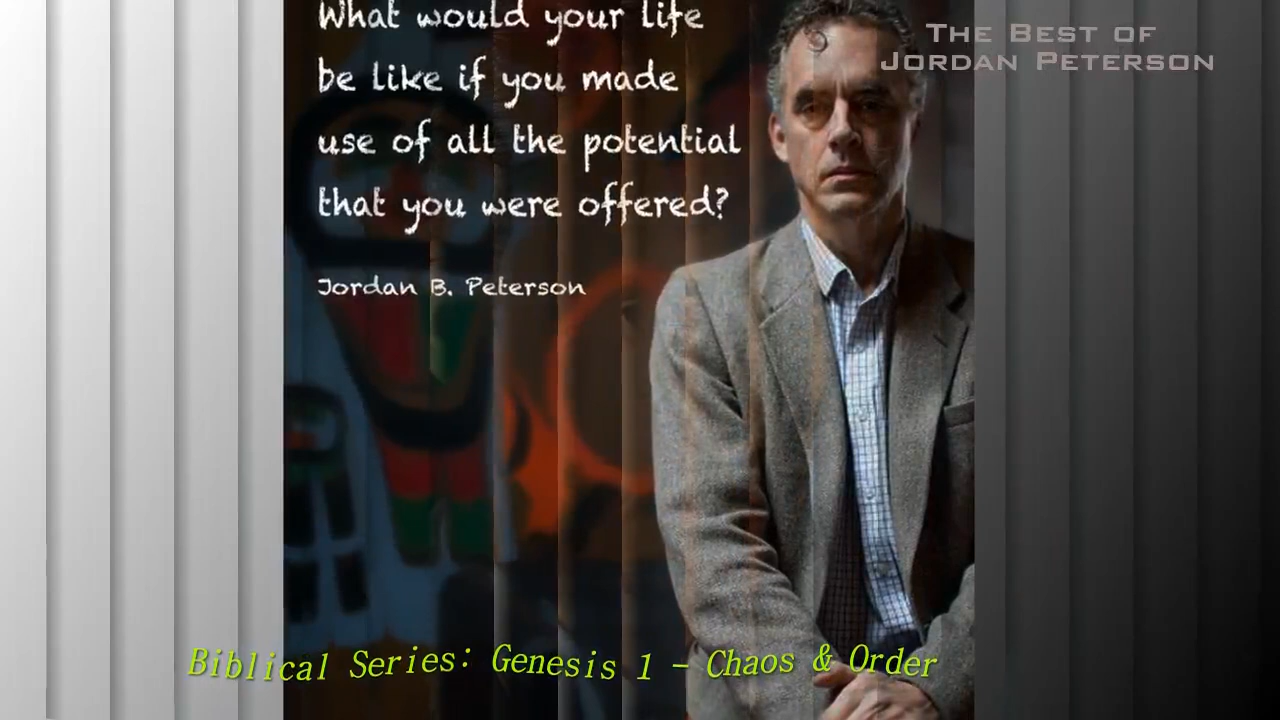 What would your life
be like if you made
use of all the potential
that you were offered?
Jordan B. Peterson
The Best of
Jordan Peterson
Biblical Series: Genesis 1 - Chaos & Order